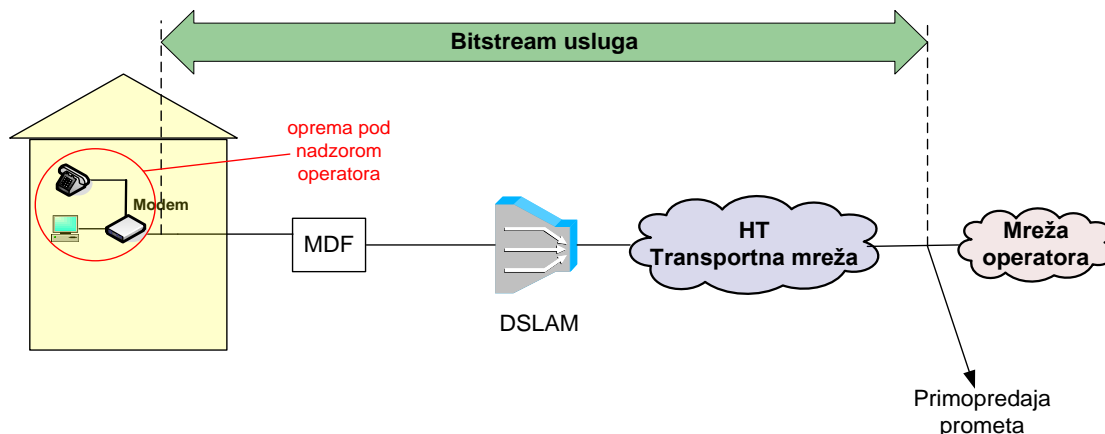 Bitstream usluga
oprema pod
nadzorom
operatora
Modem
MDF
DSLAM
HT
Transportna mreža
Mreža
operatora
Primopredaja
prometa